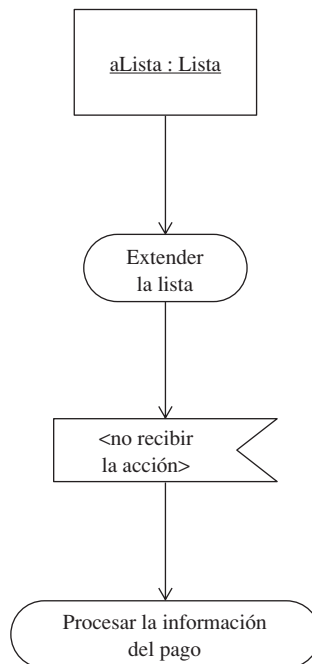 aLista : Lista
Extender
la lista
<no recibir
la acción>
Procesar la información
del pago